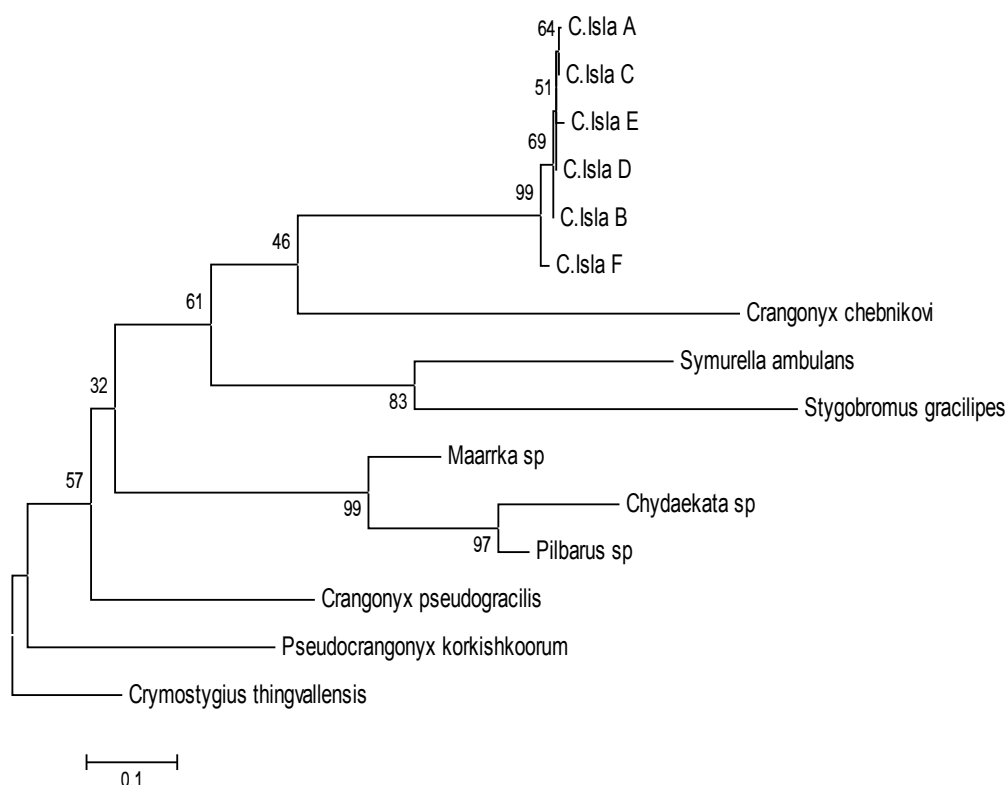 64
C.Isla A
C.Isla C
51
C.Isla E
69
C.Isla D
99
C.Isla B
46
C.Isla F
61
Crangonyx chebnikovi
Symurella ambulans
32
83
Stygobromus gracilipes
Maarrka sp
57
99
Chydaekata sp
97
Pilbarus sp
Crangonyx pseudogracilis
Pseudocrangonyx korkishkoorum
Crymostygius thingvallensis
0.1